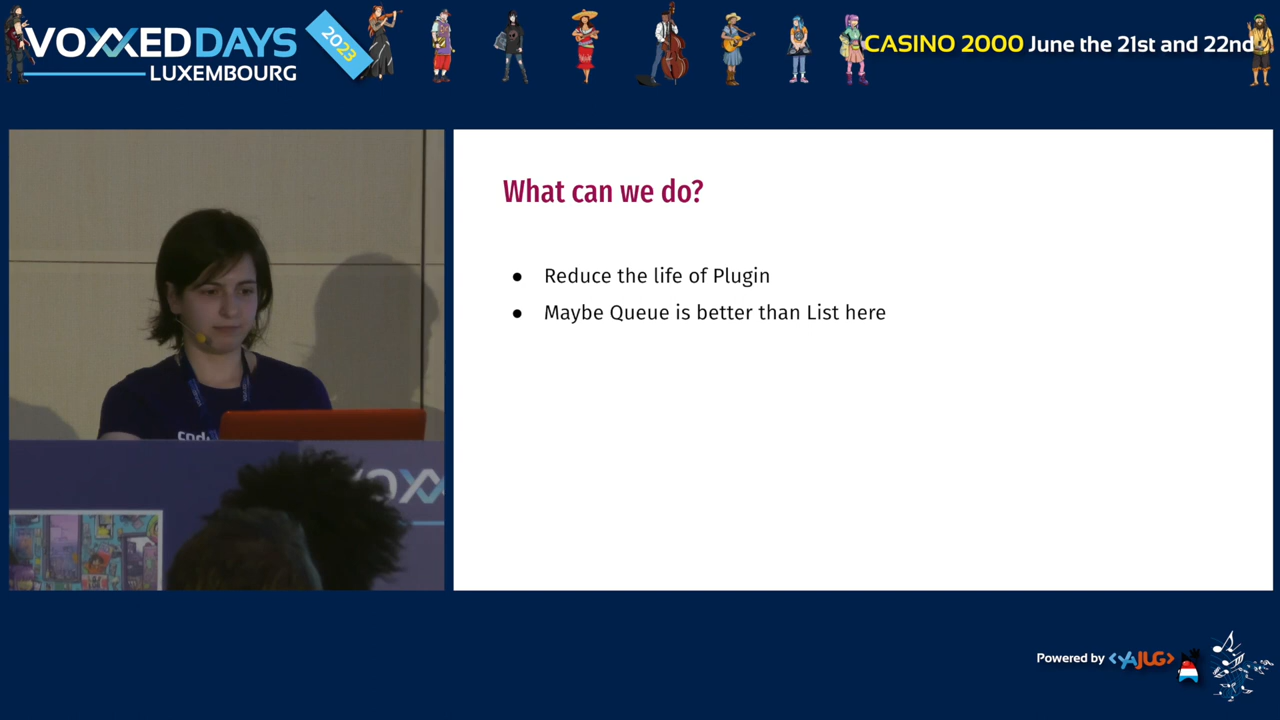 VOXXED DAYS
LUXEMBOURG
2023
CASINO 2000 June the 21st and 22nd
What can we do?
● Reduce the life of Plugin
● Maybe Queue is better than List here
Powered by <YAJUG>